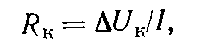 Rк = ΔUк/l,